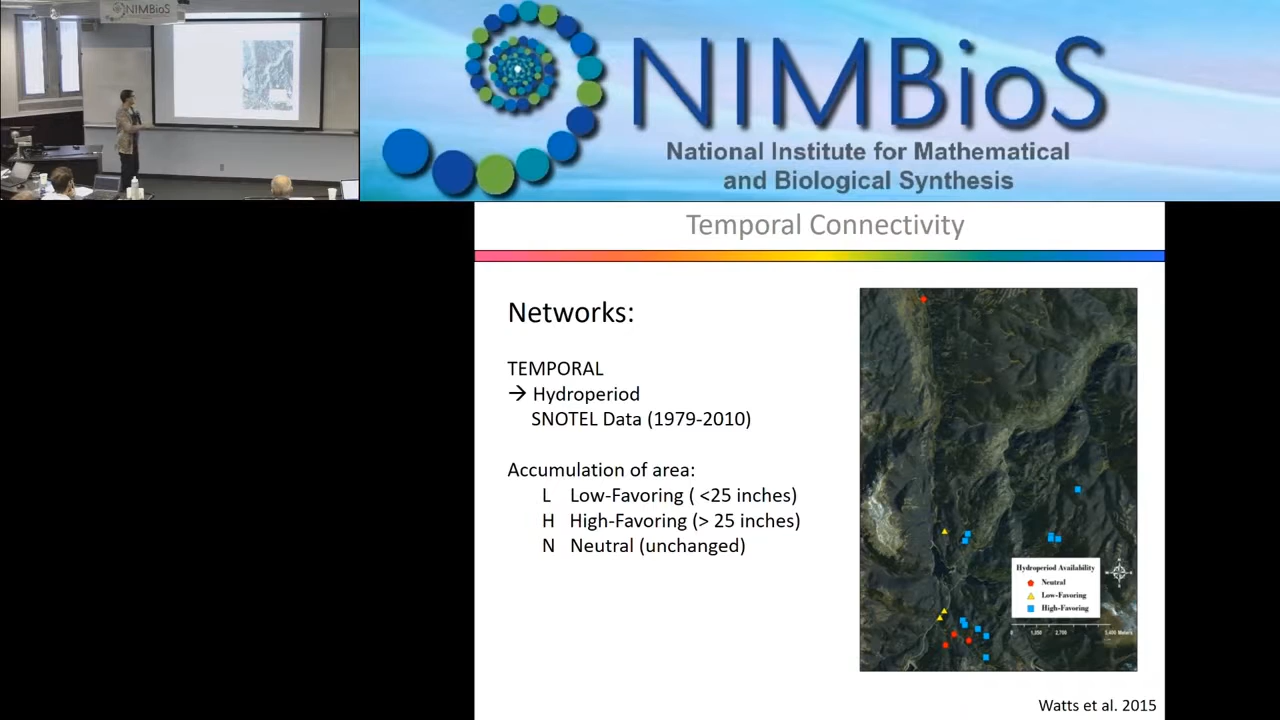 NIMBioS
NIMBioS
National Institute for Mathematical
and Biological Synthesis
Temporal Connectivity
Networks:
TEMPORAL
→ Hydroperiod
SNOTEL Data (1979-2010)
Accumulation of area:
L Low-Favoring ( <25 inches)
H High-Favoring (> 25 inches)
N Neutral (unchanged)
Hydroperiod Availability
Neutral
Low-Favoring
High-Favoring
Watts et al. 2015